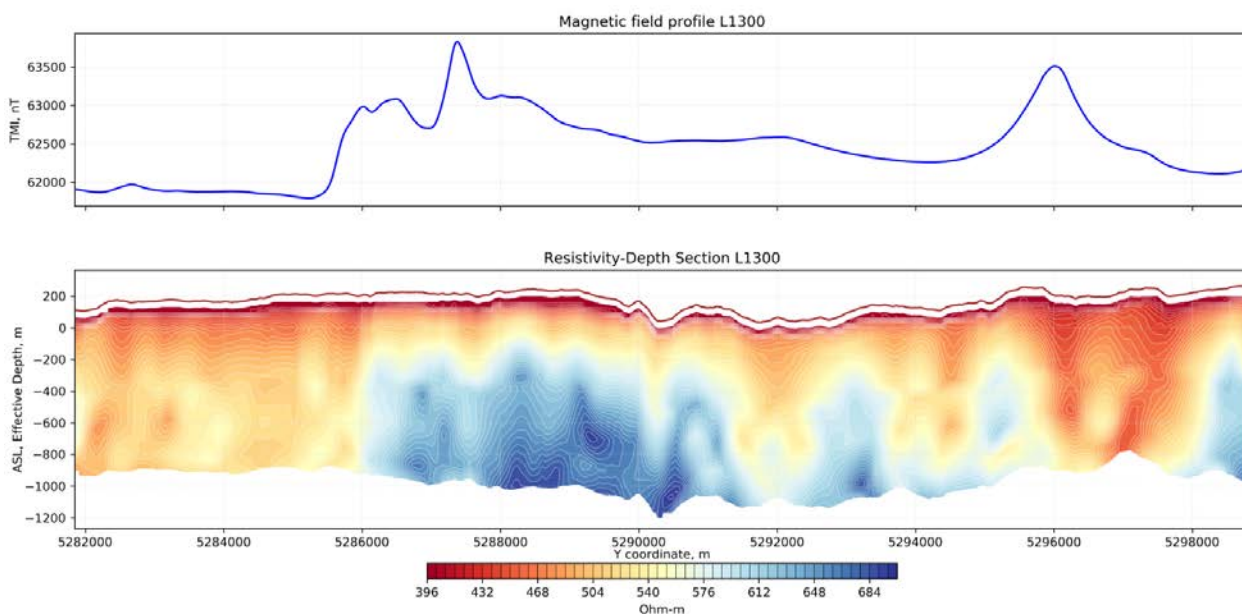 Magnetic field profile L1300
TMI, nT
63500
63000
62500
62000
Resistivity-Depth Section L1300
ASL, Effective Depth, m
200
0
−200
−400
−600
−800
−1000
−1200
5282000 5284000 5286000 5288000 5290000 5292000 5294000 5296000 5298000
Y coordinate, m
396 432 468 504 540 576 612 648 684
Ohm-m